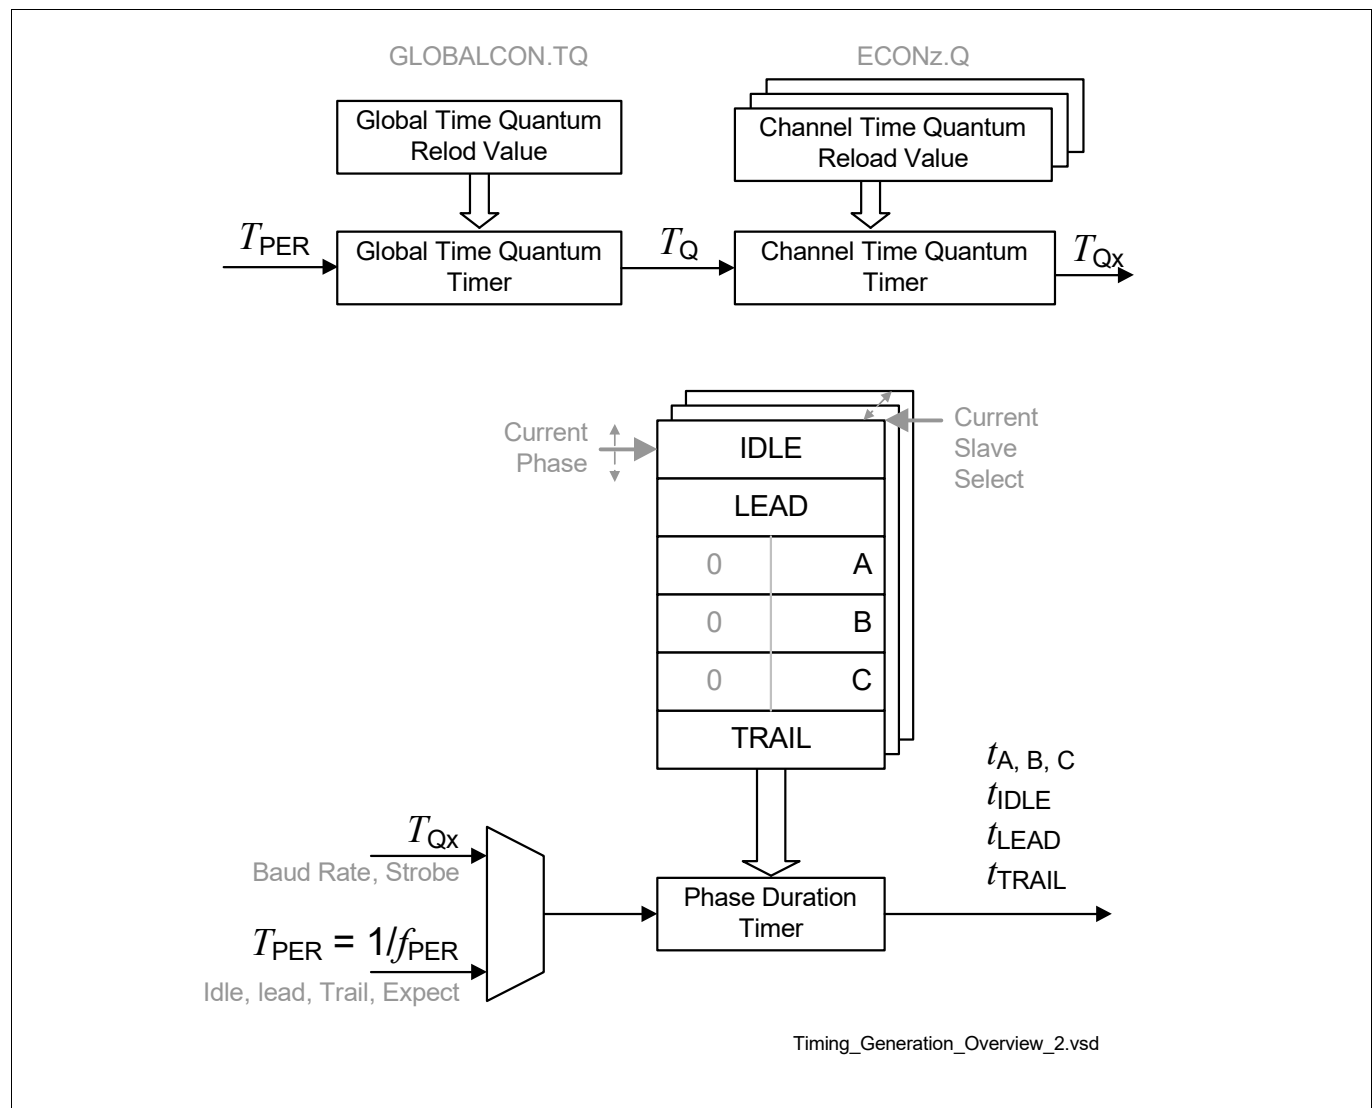 GLOBALCON.TQ
ECONz.Q
Global Time Quantum
Relod Value
Channel Time Quantum
Reload Value
TPER
Global Time Quantum
Timer
TQ
Channel Time Quantum
Timer
TQx
Current
Phase
IDLE
Current
Slave
Select
LEAD
0 A
0 B
0 C
TRAIL
tA, B, C
tIDLE
tLEAD
tTRAIL
TQx
Baud Rate, Strobe
TPER = 1/fPER
Idle, lead, Trail, Expect
Phase Duration
Timer
Timing_Generation_Overview_2.vsd